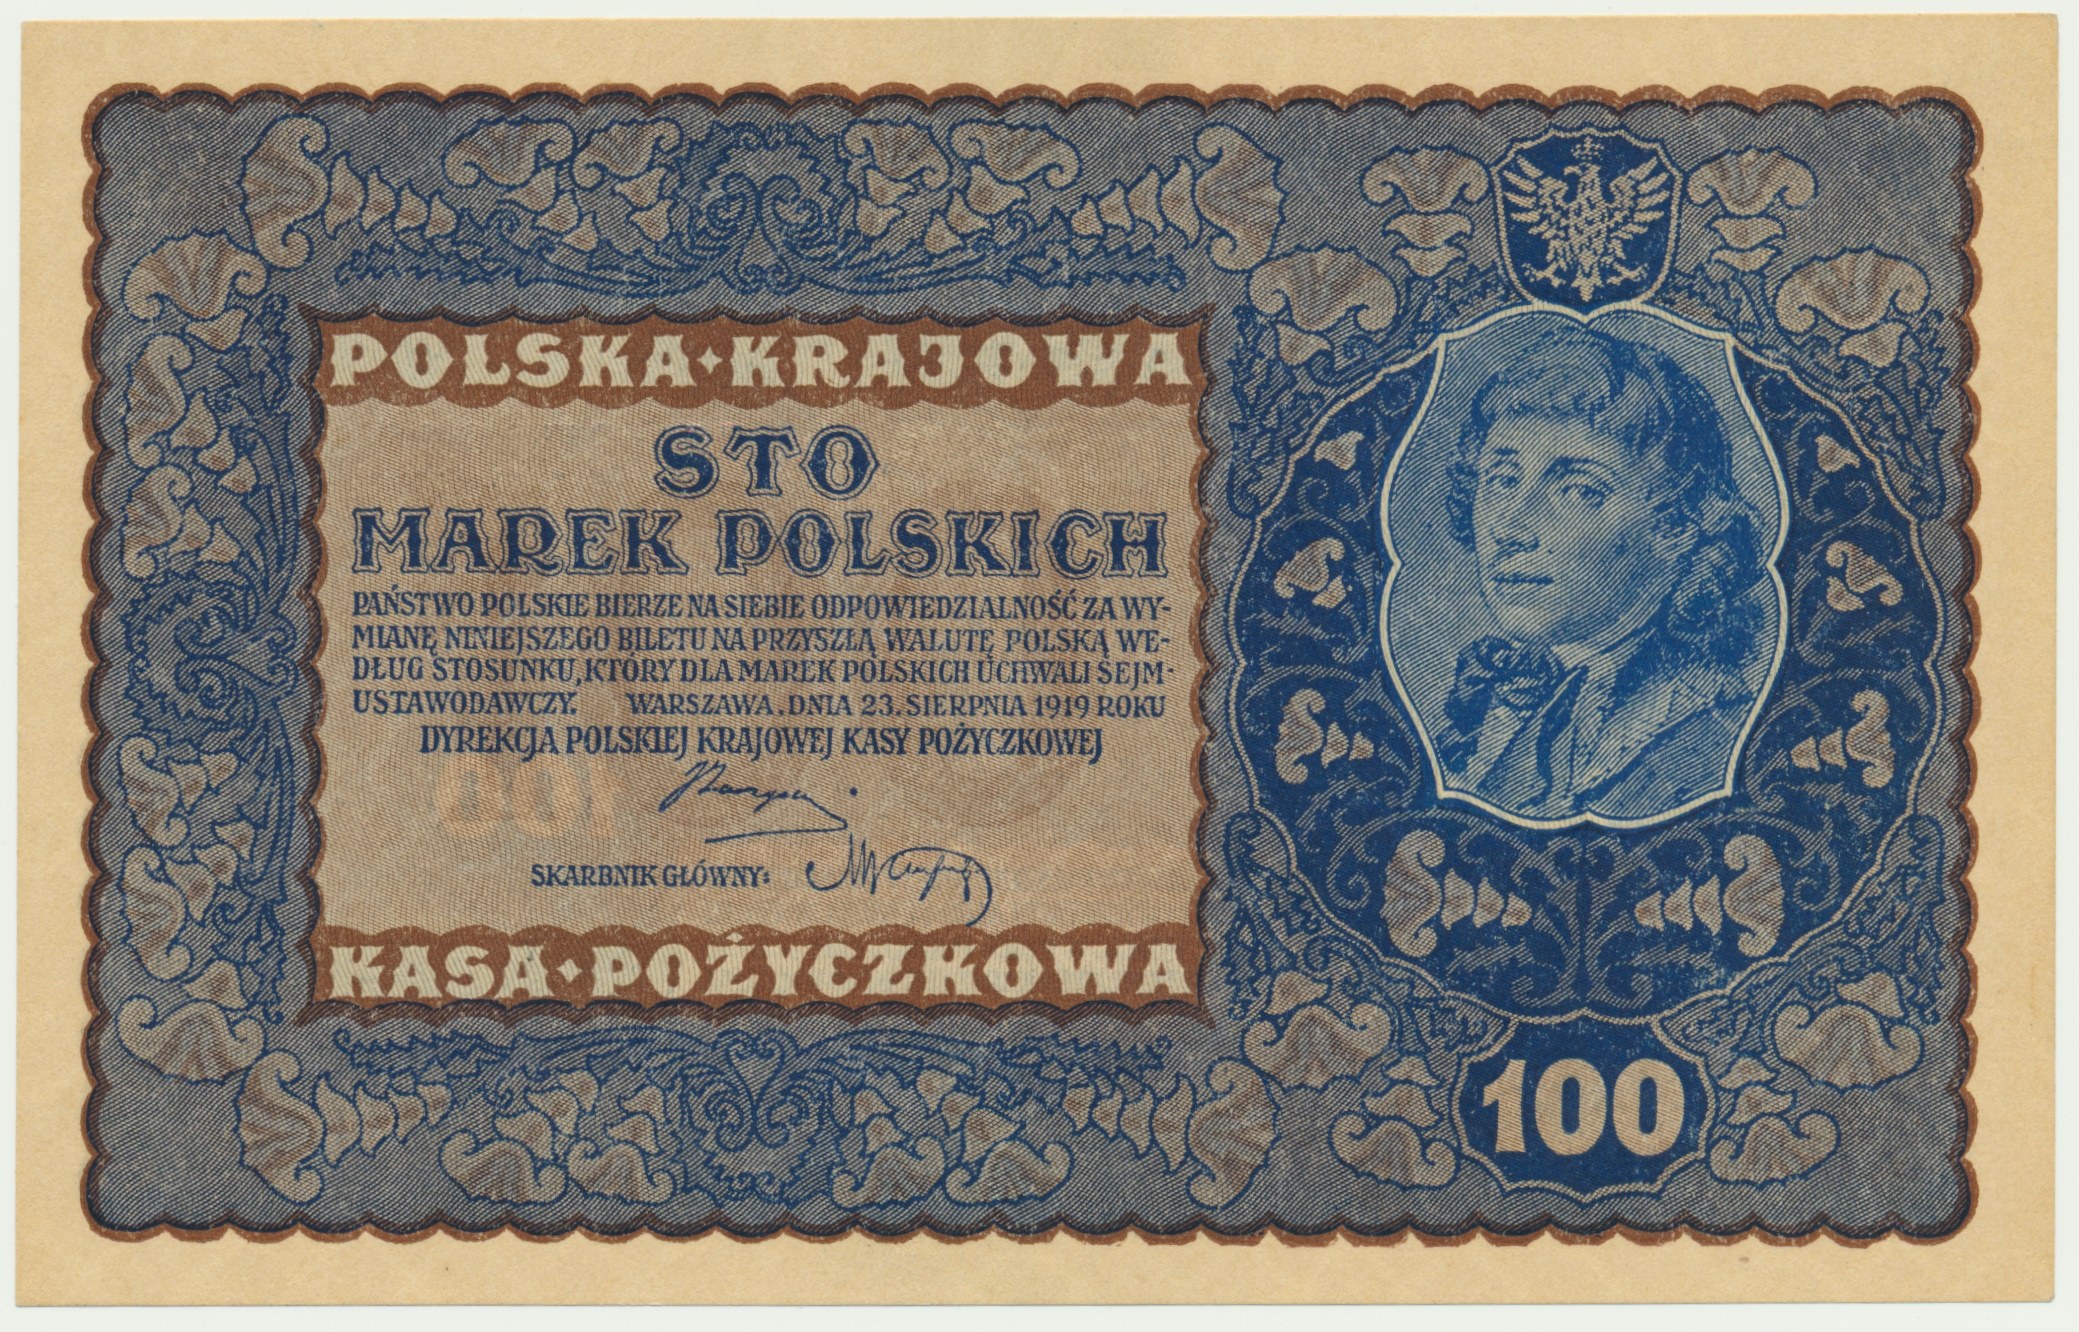 POLSKA·KRAJOWA
STO
MAREK POLSKICH
PAŃSTWO POLSKIE BIERZE NA SIEBIE ODPOWIEDZIALNOŚĆ ZA WY-
MIANĘ NINIEJSZEGO BILETU NA PRZYSZŁĄ WALUTĘ POLSKĄ WE-
DŁUG STOSUNKU, KTÓRY DLA MAREK POLSKICH UCHWALI SEJM-
USTAWODAWCZY. WARSZAWA, DNIA 23. SIERPNIA 1919 ROKU
DYREKCJA POLSKIEJ KRAJOWEJ KASY POŻYCZKOWEJ
SKARBNIK GŁÓWNY:
KASA·POŻYCZKOWA
100